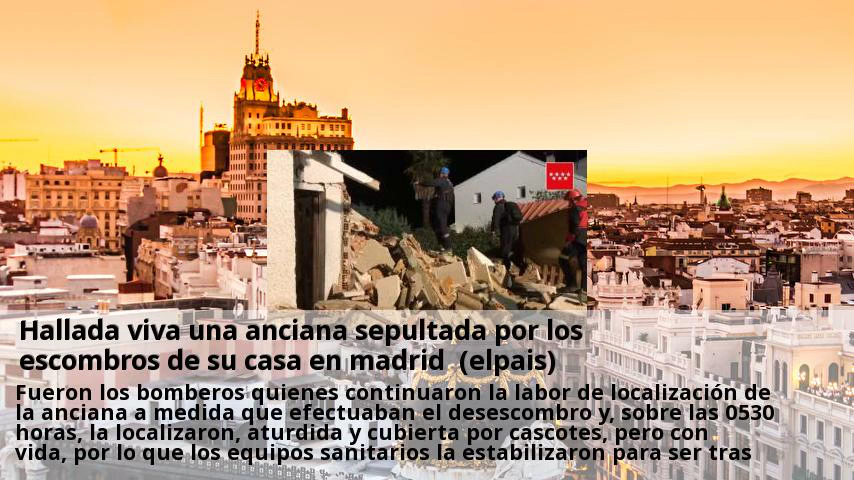 Hallada viva una anciana sepultada por los
escombros de su casa en madrid (elpais)
Fueron los bomberos quienes continuaron la labor de localización de
la anciana a medida que efectuaban el desescombro y, sobre las 0530
horas, la localizaron, aturdida y cubierta por cascotes, pero con
vida, por lo que los equipos sanitarios la estabilizaron para ser tras